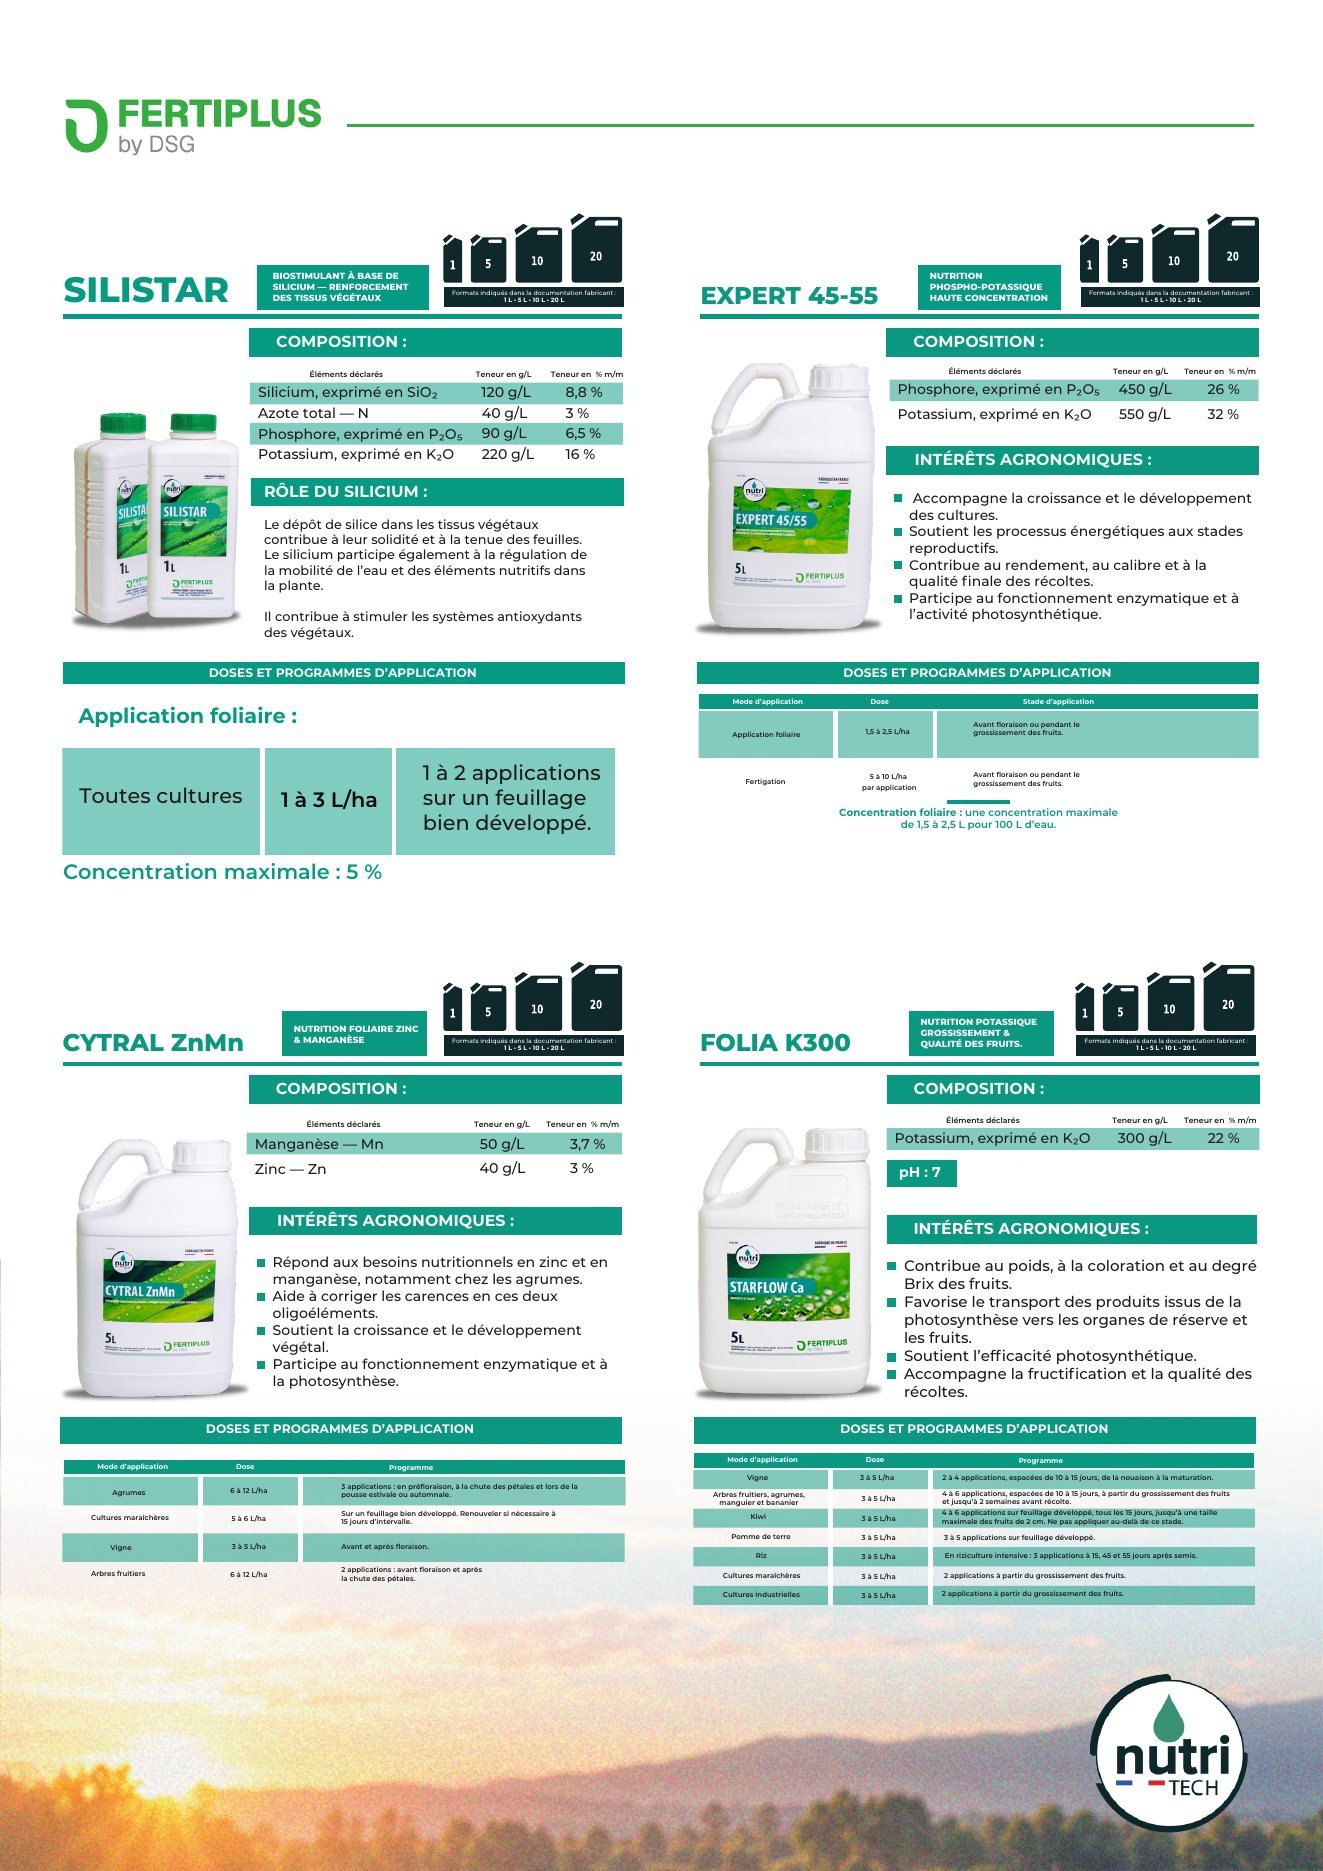 FERTIPLUS
by DSG
SILISTAR
BIOSTIMULANT À BASE DE
SILICIUM — RENFORCEMENT
DES TISSUS VÉGÉTAUX
1 5 10 20
Formats indiqués dans la documentation fabricant :
1 L • 5 L • 10 L • 20 L
COMPOSITION :
Éléments déclarés Teneur en g/L Teneur en % m/m
Silicium, exprimé en SiO₂ 120 g/L 8,8 %
Azote total — N 40 g/L 3 %
Phosphore, exprimé en P₂O₅ 90 g/L 6,5 %
Potassium, exprimé en K₂O 220 g/L 16 %
nutri
SILISTAR
1L
FERTIPLUS
nutri
SILISTAR
1L
FERTIPLUS
RÔLE DU SILICIUM :
Le dépôt de silice dans les tissus végétaux
contribue à leur solidité et à la tenue des feuilles.
Le silicium participe également à la régulation de
la mobilité de l’eau et des éléments nutritifs dans
la plante.
Il contribue à stimuler les systèmes antioxydants
des végétaux.
DOSES ET PROGRAMMES D’APPLICATION
Application foliaire :
Toutes cultures
1 à 3 L/ha
1 à 2 applications
sur un feuillage
bien développé.
Concentration maximale : 5 %
EXPERT 45-55
NUTRITION
PHOSPHO-POTASSIQUE
HAUTE CONCENTRATION
1 5 10 20
Formats indiqués dans la documentation fabricant :
1 L • 5 L • 10 L • 20 L
COMPOSITION :
Éléments déclarés Teneur en g/L Teneur en % m/m
Phosphore, exprimé en P₂O₅ 450 g/L 26 %
Potassium, exprimé en K₂O 550 g/L 32 %
nutri
FABRIQUÉ EN FRANCE
EXPERT 45/55
5L
FERTIPLUS
INTÉRÊTS AGRONOMIQUES :
Accompagne la croissance et le développement
des cultures.
Soutient les processus énergétiques aux stades
reproductifs.
Contribue au rendement, au calibre et à la
qualité finale des récoltes.
Participe au fonctionnement enzymatique et à
l’activité photosynthétique.
DOSES ET PROGRAMMES D’APPLICATION
Mode d’application Dose Stade d’application
Application foliaire 1,5 à 2,5 L/ha Avant floraison ou pendant le
grossissement des fruits.
Fertigation 5 à 10 L/ha
par application
Avant floraison ou pendant le
grossissement des fruits.
Concentration foliaire : une concentration maximale
de 1,5 à 2,5 L pour 100 L d’eau.
CYTRAL ZnMn
NUTRITION FOLIAIRE ZINC
& MANGANÈSE
1 5 10 20
Formats indiqués dans la documentation fabricant :
1 L • 5 L • 10 L • 20 L
COMPOSITION :
Éléments déclarés Teneur en g/L Teneur en % m/m
Manganèse — Mn 50 g/L 3,7 %
Zinc — Zn 40 g/L 3 %
nutri
FABRIQUÉ EN FRANCE
CYTRAL ZnMn
5L
FERTIPLUS
INTÉRÊTS AGRONOMIQUES :
Répond aux besoins nutritionnels en zinc et en
manganèse, notamment chez les agrumes.
Aide à corriger les carences en ces deux
oligoéléments.
Soutient la croissance et le développement
végétal.
Participe au fonctionnement enzymatique et à
la photosynthèse.
DOSES ET PROGRAMMES D’APPLICATION
Mode d’application Dose Programme
Agrumes 6 à 12 L/ha 3 applications : en préfloraison, à la chute des pétales et lors de la
pousse estivale ou automnale.
Cultures maraîchères 5 à 6 L/ha Sur un feuillage bien développé. Renouveler si nécessaire à
15 jours d’intervalle.
Vigne 3 à 5 L/ha Avant et après floraison.
Arbres fruitiers 6 à 12 L/ha 2 applications : avant floraison et après
la chute des pétales.
FOLIA K300
NUTRITION POTASSIQUE
GROSSISSEMENT &
QUALITÉ DES FRUITS.
1 5 10 20
Formats indiqués dans la documentation fabricant :
1 L • 5 L • 10 L • 20 L
COMPOSITION :
Éléments déclarés Teneur en g/L Teneur en % m/m
Potassium, exprimé en K₂O 300 g/L 22 %
pH : 7
nutri
FABRIQUÉ EN FRANCE
STARFLOW Ca
5L
FERTIPLUS
INTÉRÊTS AGRONOMIQUES :
Contribue au poids, à la coloration et au degré
Brix des fruits.
Favorise le transport des produits issus de la
photosynthèse vers les organes de réserve et
les fruits.
Soutient l’efficacité photosynthétique.
Accompagne la fructification et la qualité des
récoltes.
DOSES ET PROGRAMMES D’APPLICATION
Mode d’application Dose Programme
Vigne 3 à 5 L/ha 2 à 4 applications, espacées de 10 à 15 jours, de la nouaison à la maturation.
Arbres fruitiers, agrumes,
manguier et bananier
3 à 5 L/ha
4 à 6 applications, espacées de 10 à 15 jours, à partir du grossissement des fruits
et jusqu’à 2 semaines avant récolte.
Kiwi 3 à 5 L/ha 4 à 6 applications sur feuillage développé, tous les 15 jours, jusqu’à une taille
maximale des fruits de 2 cm. Ne pas appliquer au-delà de ce stade.
Pomme de terre 3 à 5 L/ha 3 à 5 applications sur feuillage développé.
Riz 3 à 5 L/ha En riziculture intensive : 3 applications à 15, 45 et 55 jours après semis.
Cultures maraîchères 3 à 5 L/ha 2 applications à partir du grossissement des fruits.
Cultures industrielles 3 à 5 L/ha 2 applications à partir du grossissement des fruits.
nutri
TECH